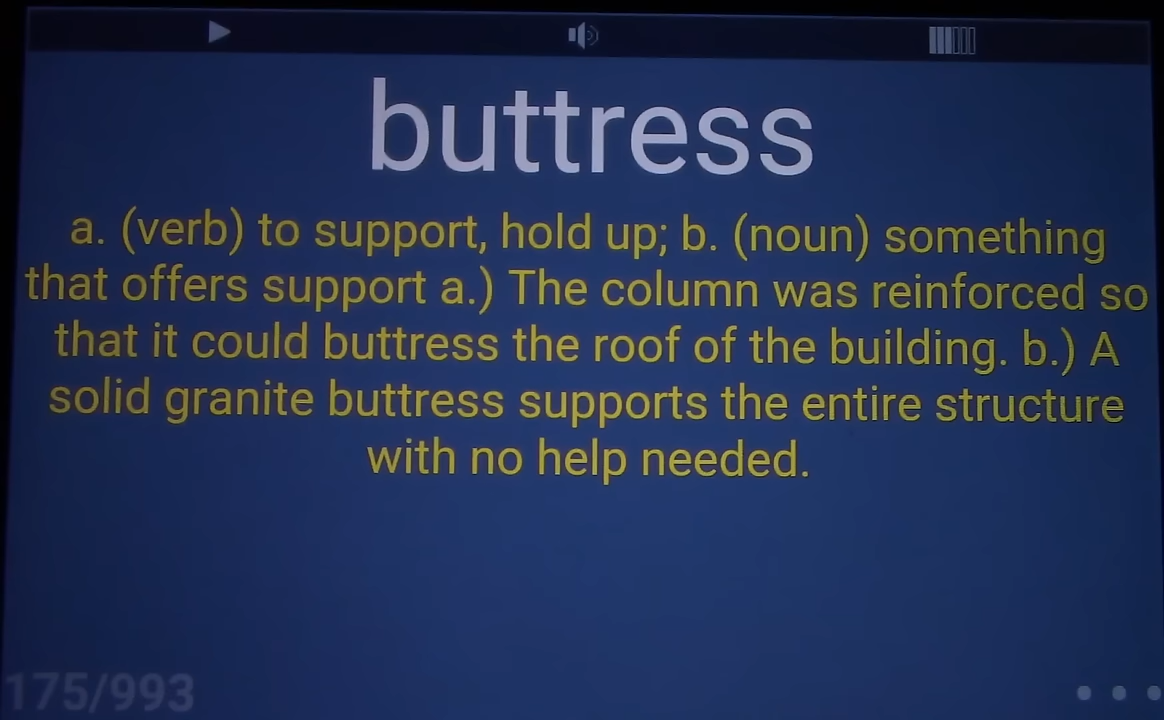 buttress
a. (verb) to support, hold up; b. (noun) something
that offers support a.) The column was reinforced so
that it could buttress the roof of the building. b.) A
solid granite buttress supports the entire structure
with no help needed.
175/993